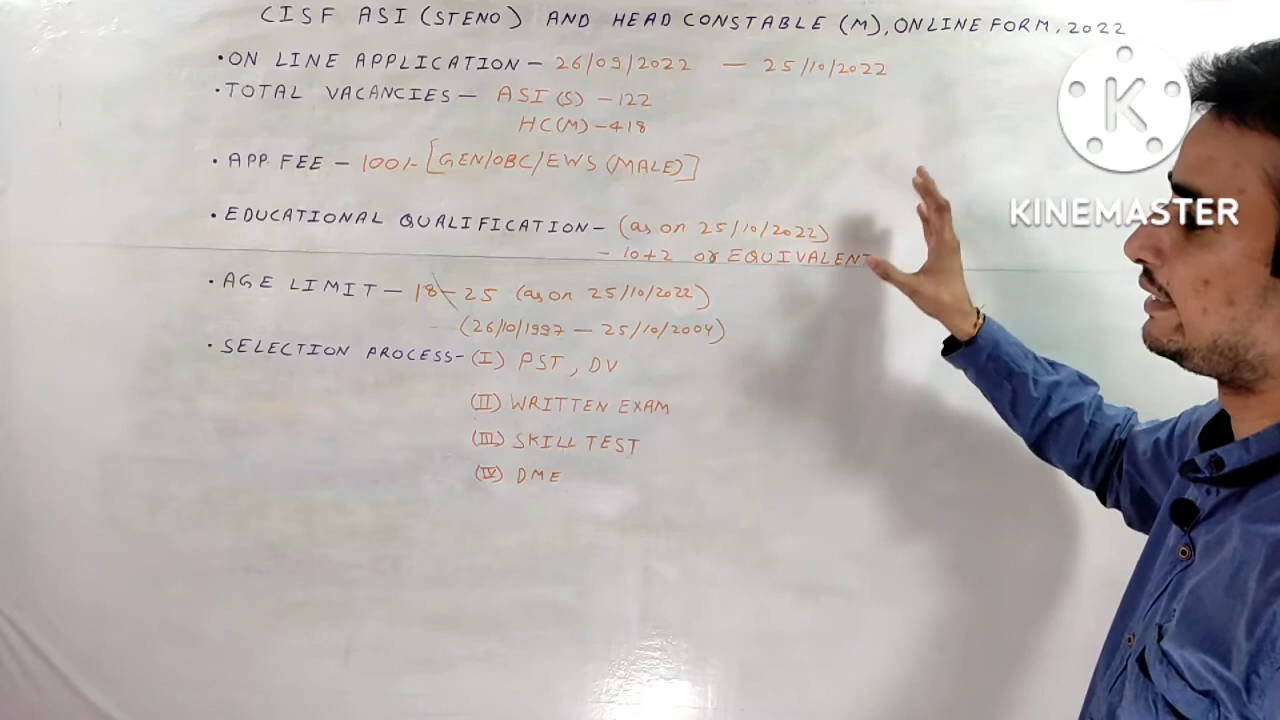 CISF ASI (STENO) AND HEAD CONSTABLE (M), ONLINE FORM, 2022
• ON LINE APPLICATION – 26/09/2022 – 25/10/2022
• TOTAL VACANCIES – ASI (S) – 122
HC(M) – 418
• APP. FEE – 100/- [GEN/OBC/EWS (MALE)]
• EDUCATIONAL QUALIFICATION – (as on 25/10/2022)
– 10+2 or EQUIVALENT
• AGE LIMIT – 18 – 25 (as on 25/10/2022)
(26/10/1997 – 25/10/2004)
• SELECTION AROCESS – (I) PST, DV
(II) WRITTEN EXAM
(III) SKILL TEST
(IV) DME
K
KINEMASTER